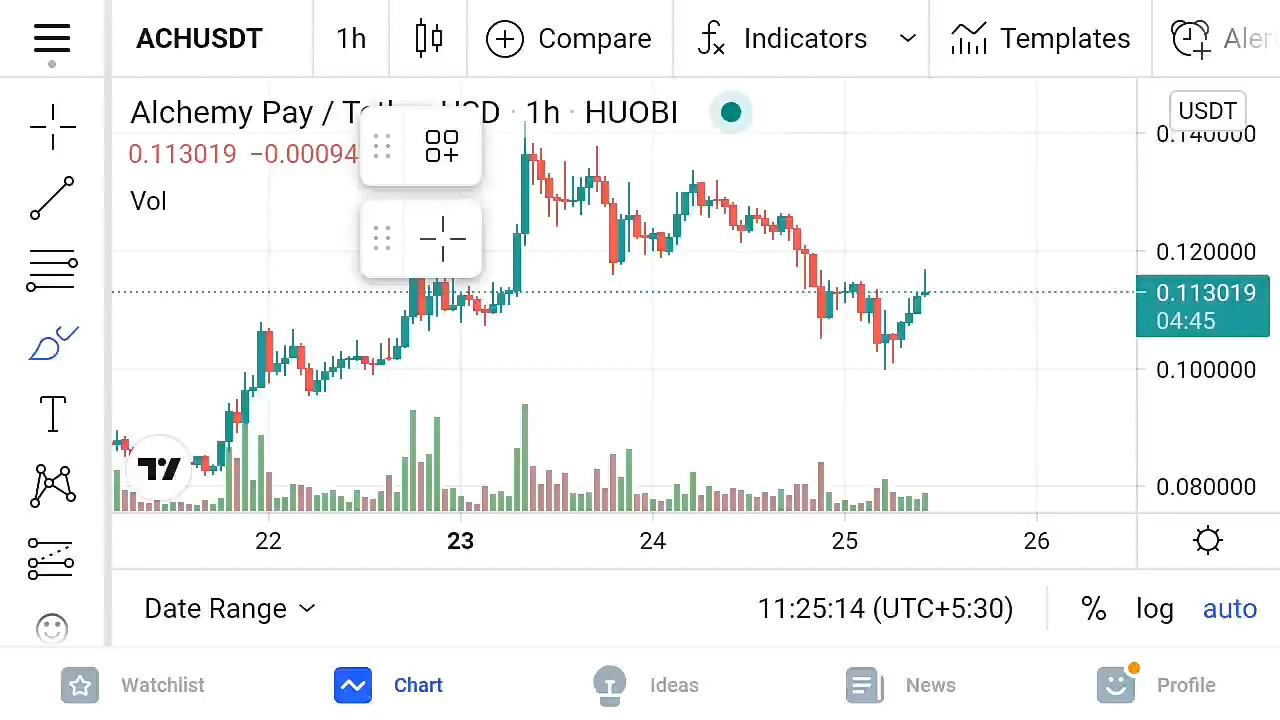 ACHUSDT 1h Compare Indicators Templates Aler
Alchemy Pay / T USD · 1h · HUOBI
USDT
0.140000
0.113019 −0.00094
Vol
0.120000
0.113019
04:45
0.100000
0.080000
22 23 24 25 26
Date Range 11:25:14 (UTC+5:30) % log auto
Watchlist Chart Ideas News Profile